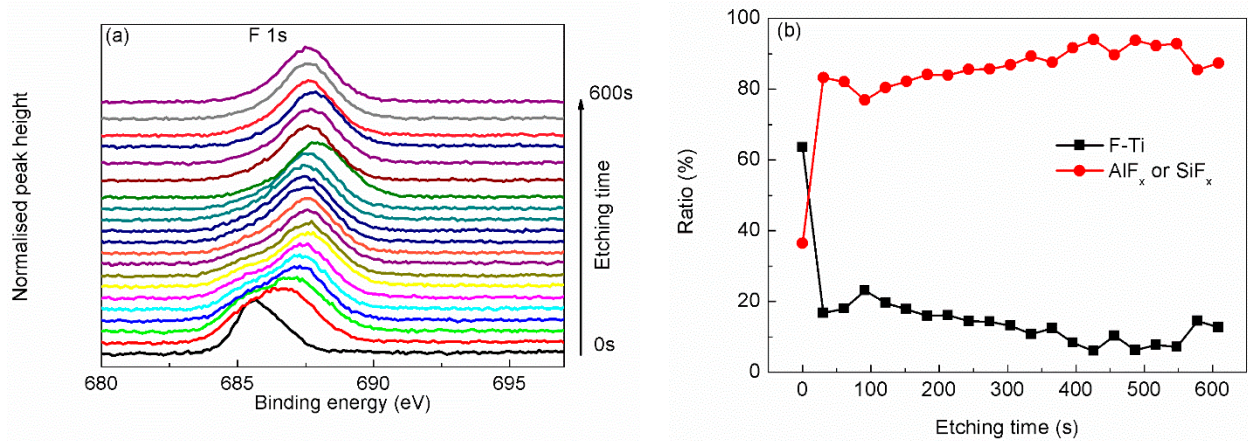 (a)
F 1s
Normalised peak height
600s
Etching time
0s
680
685
690
695
Binding energy (eV)
(b)
100
80
60
40
20
0
Ratio (%)
F-Ti
AlFₓ or SiFₓ
0
100
200
300
400
500
600
Etching time (s)